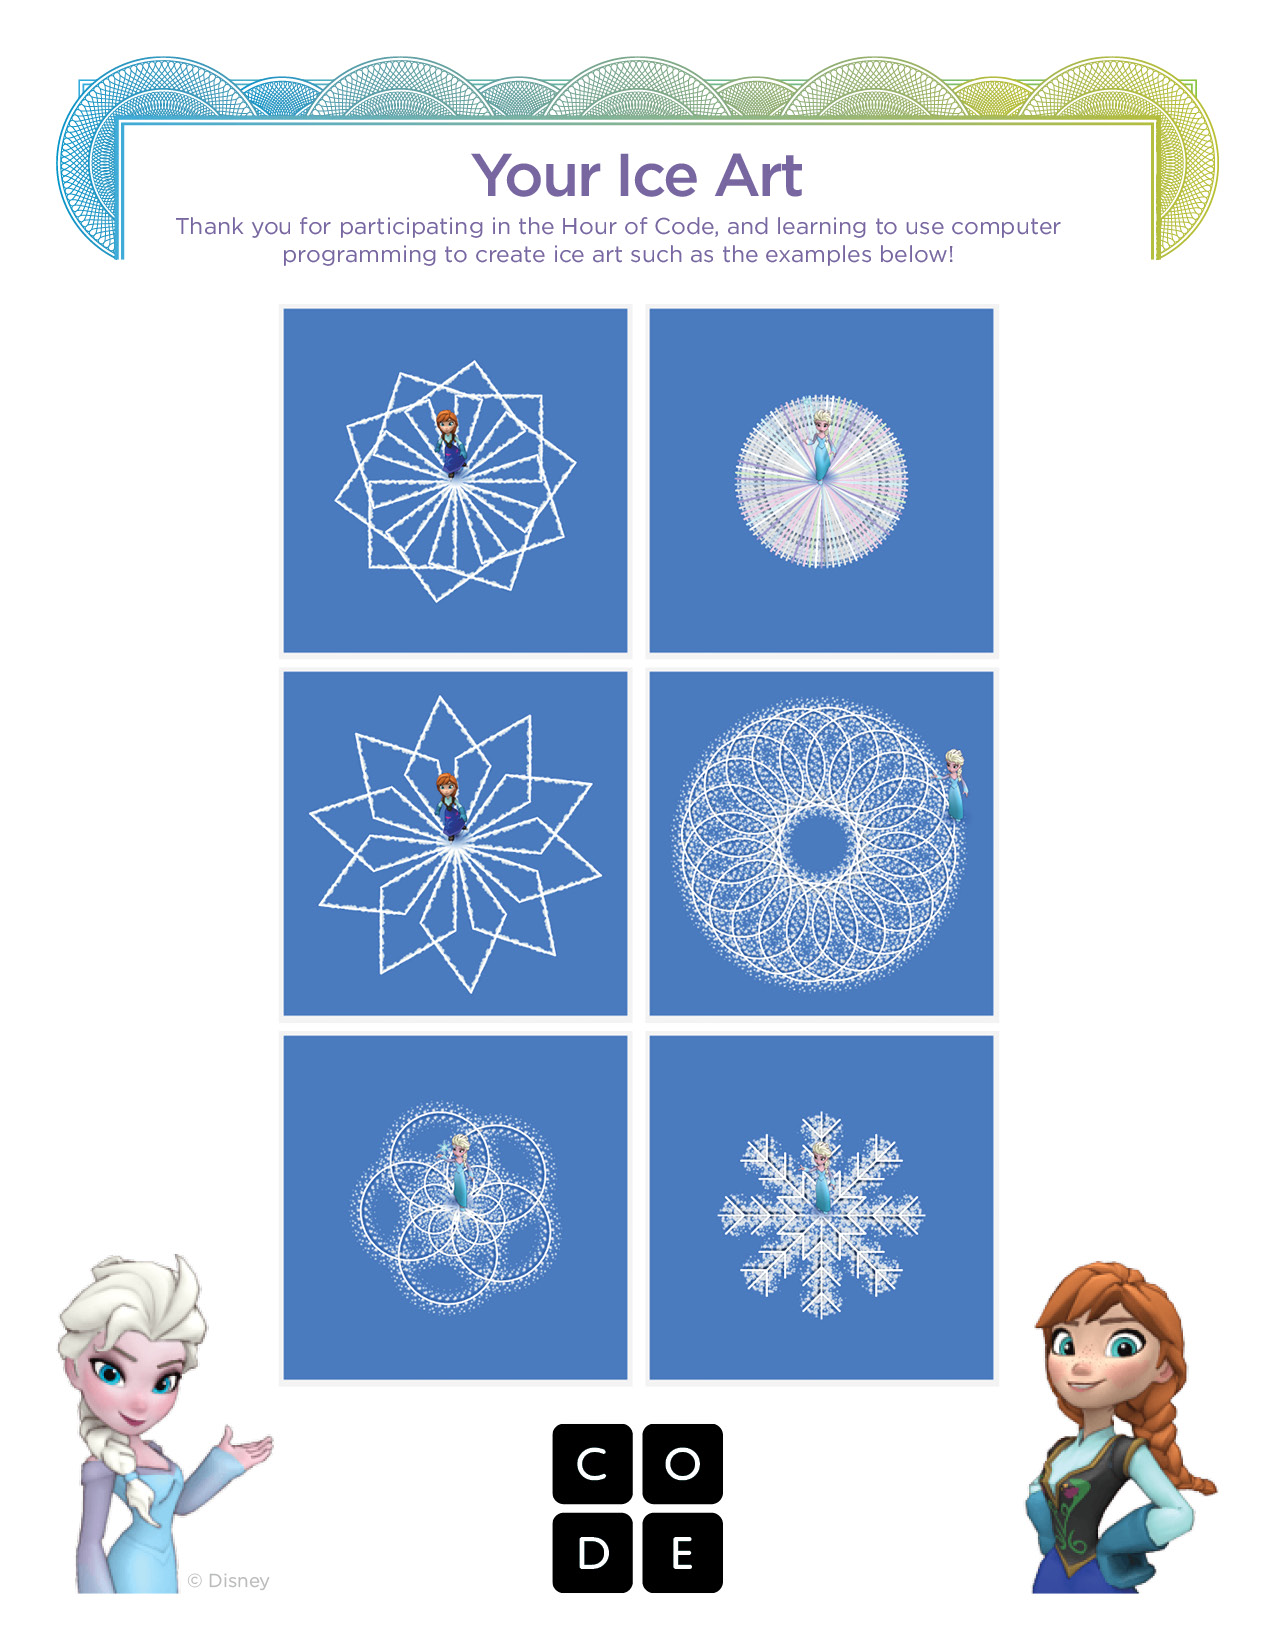 Your Ice Art
Thank you for participating in the Hour of Code, and learning to use computer
programming to create ice art such as the examples below!
C O
D E
© Disney